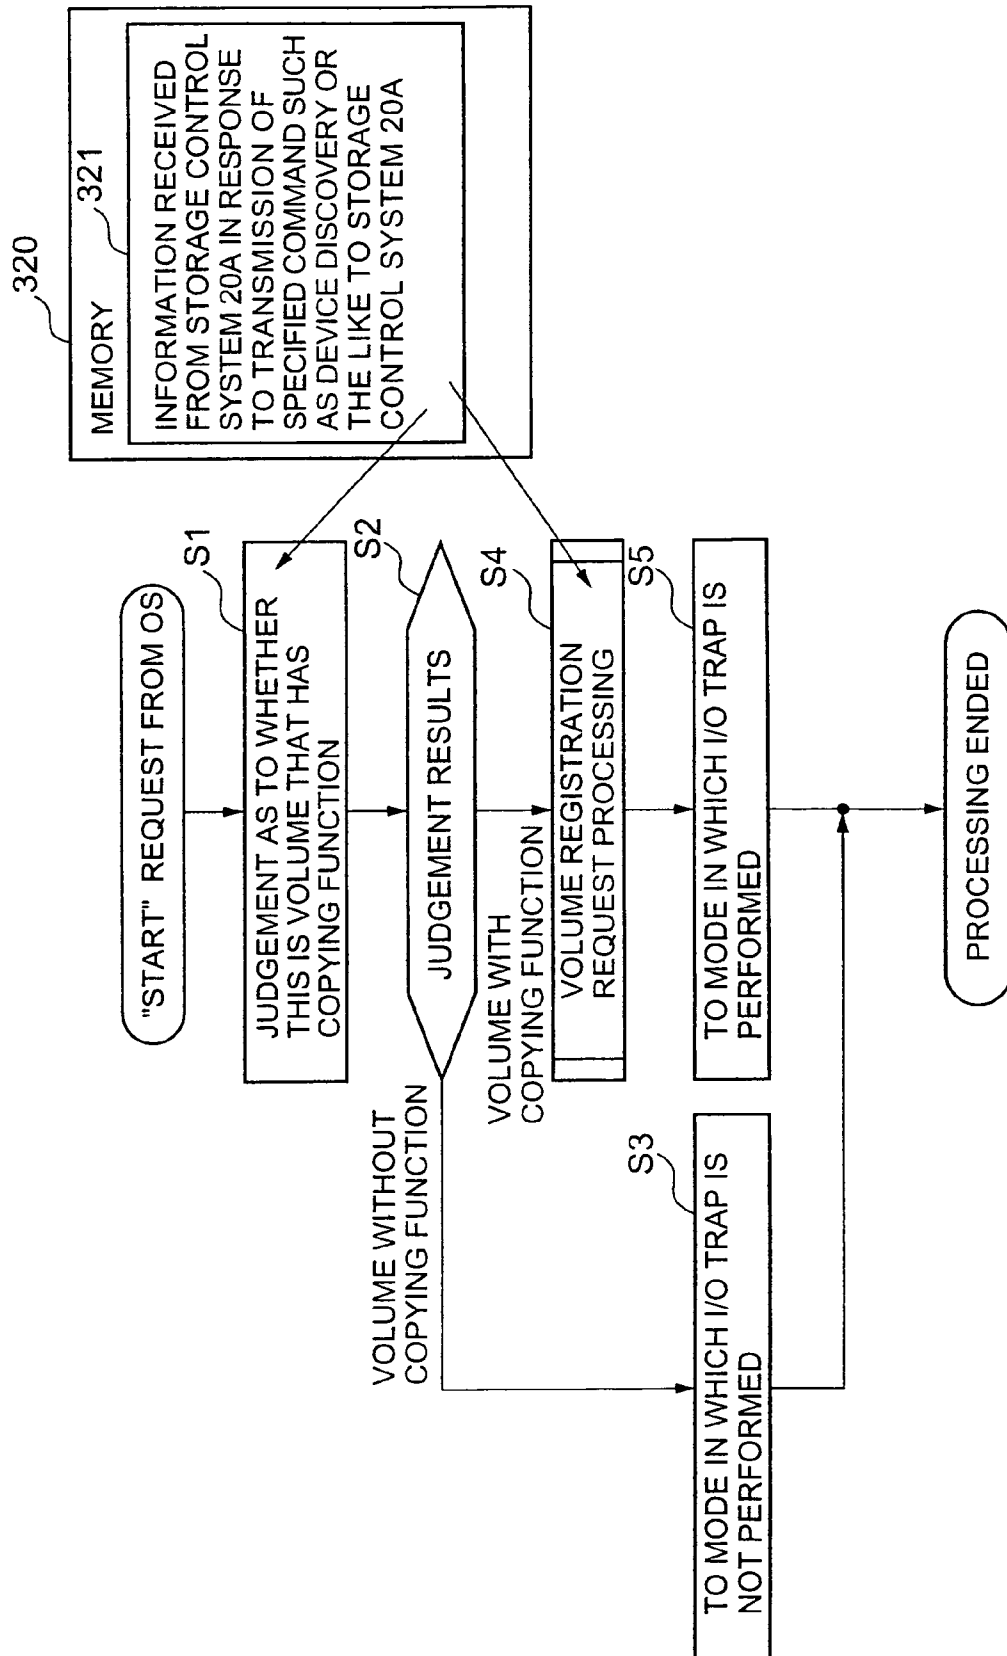 "START" REQUEST FROM OS
S1
JUDGEMENT AS TO WHETHER
THIS IS VOLUME THAT HAS
COPYING FUNCTION
S2
JUDGEMENT RESULTS
VOLUME WITHOUT
COPYING FUNCTION
VOLUME WITH
COPYING FUNCTION
S4
VOLUME REGISTRATION
REQUEST PROCESSING
S3
TO MODE IN WHICH I/O TRAP IS
NOT PERFORMED
S5
TO MODE IN WHICH I/O TRAP IS
PERFORMED
PROCESSING ENDED
320
MEMORY
321
INFORMATION RECEIVED
FROM STORAGE CONTROL
SYSTEM 20A IN RESPONSE
TO TRANSMISSION OF
SPECIFIED COMMAND SUCH
AS DEVICE DISCOVERY OR
THE LIKE TO STORAGE
CONTROL SYSTEM 20A